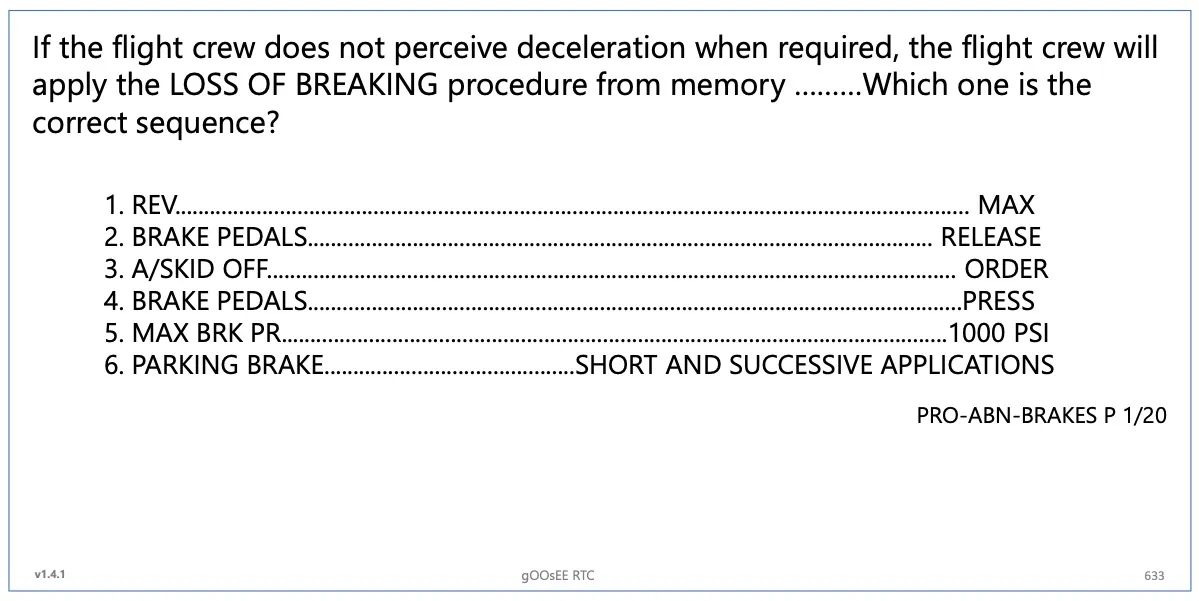 If the flight crew does not perceive deceleration when required, the flight crew will
apply the LOSS OF BREAKING procedure from memory .........Which one is the
correct sequence?
1. REV.......................................................................................................................................... MAX
2. BRAKE PEDALS............................................................................................................ RELEASE
3. A/SKID OFF....................................................................................................................... ORDER
4. BRAKE PEDALS.................................................................................................................PRESS
5. MAX BRK PR...................................................................................................................1000 PSI
6. PARKING BRAKE...........................................SHORT AND SUCCESSIVE APPLICATIONS
PRO-ABN-BRAKES P 1/20
v1.4.1
gOOsEE RTC
633